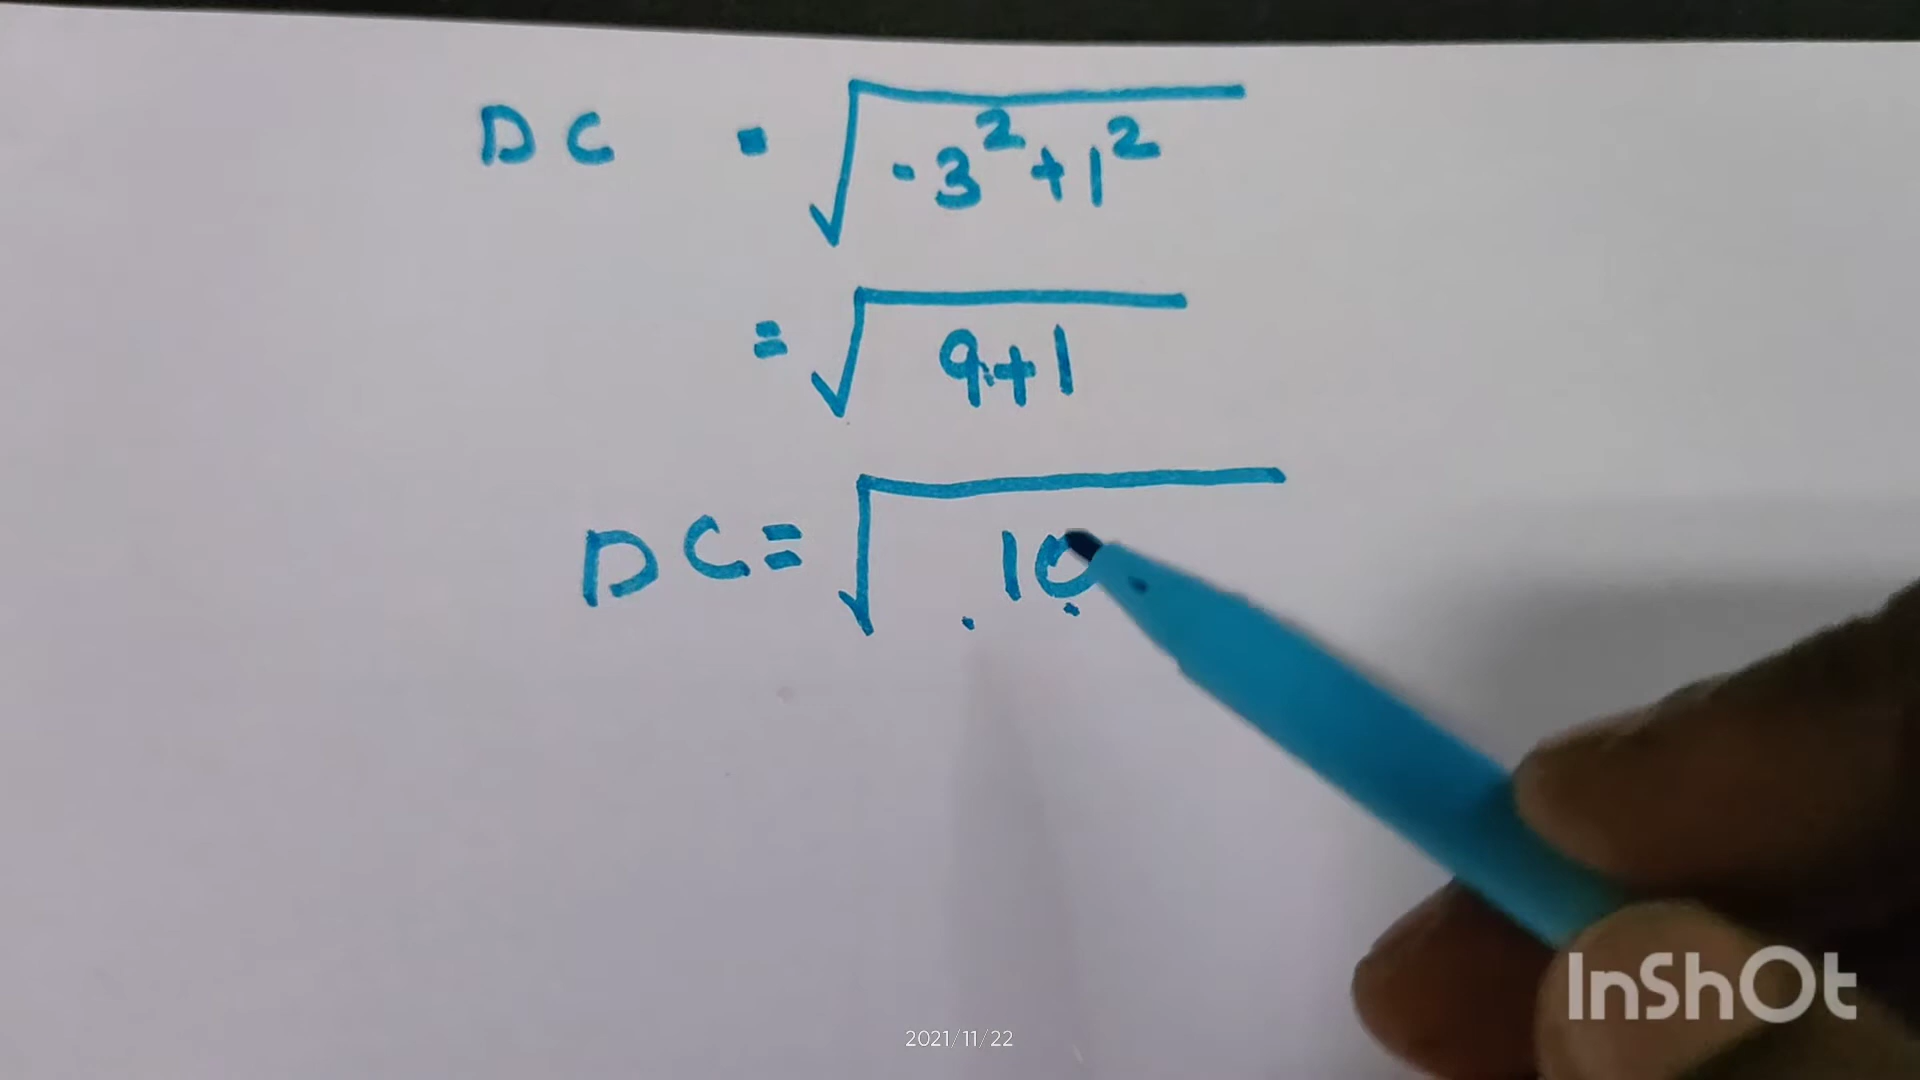 DC = √-3²+1²
= √9+1
DC = √10
InShOt
2021/11/22